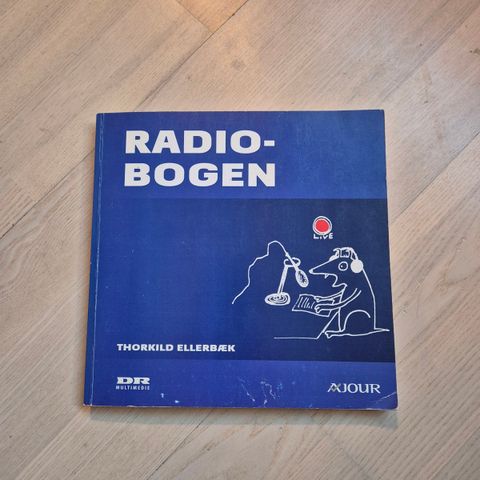 RADIO-
BOGEN
LIVE
THORKILD ELLERBÆK
DR
MULTIMEDIE
AJOUR